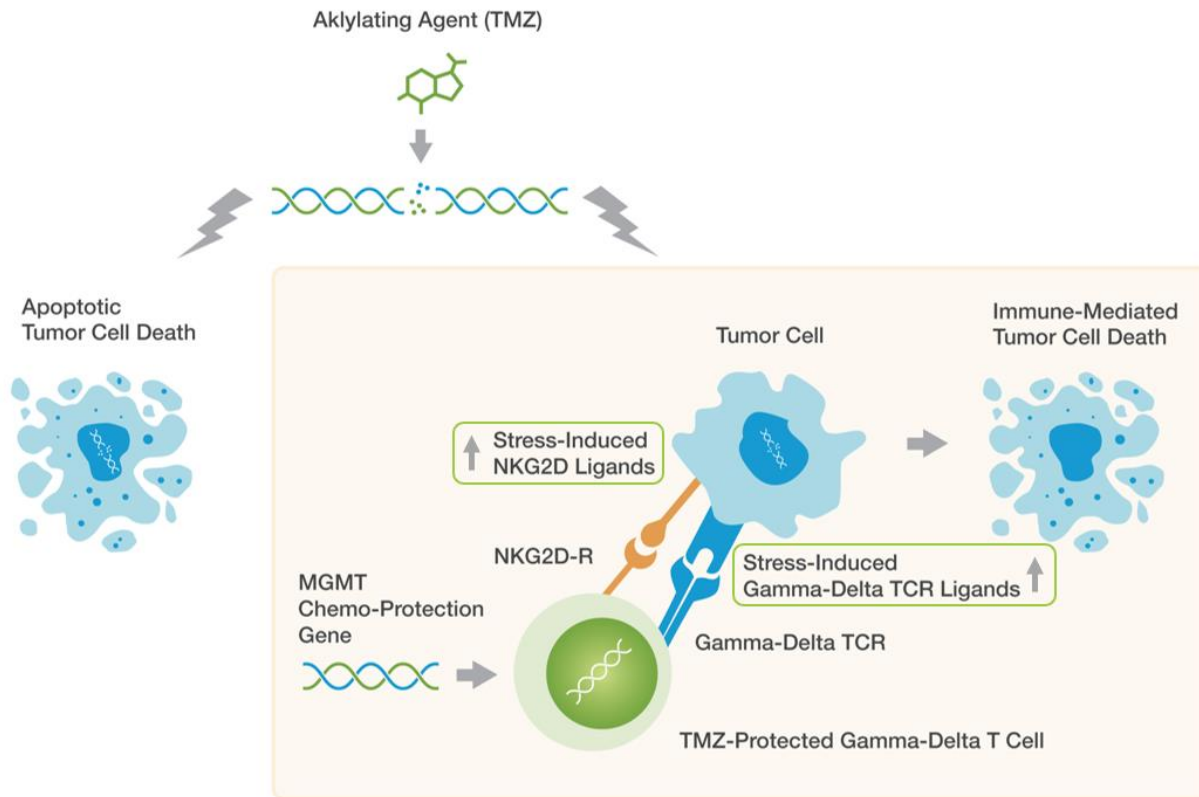 Aklylating Agent (TMZ)
Apoptotic
Tumor Cell Death
Tumor Cell
Immune-Mediated
Tumor Cell Death
Stress-Induced
NKG2D Ligands
NKG2D-R
Stress-Induced
Gamma-Delta TCR Ligands
MGMT
Chemo-Protection
Gene
Gamma-Delta TCR
TMZ-Protected Gamma-Delta T Cell